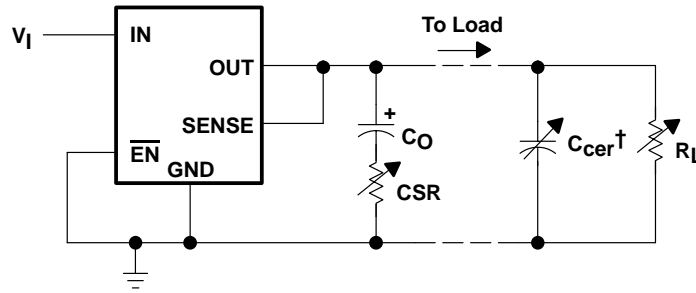 To Load
VI
IN
OUT
SENSE
EN
GND
+
CO
CSR
Ccer†
RL